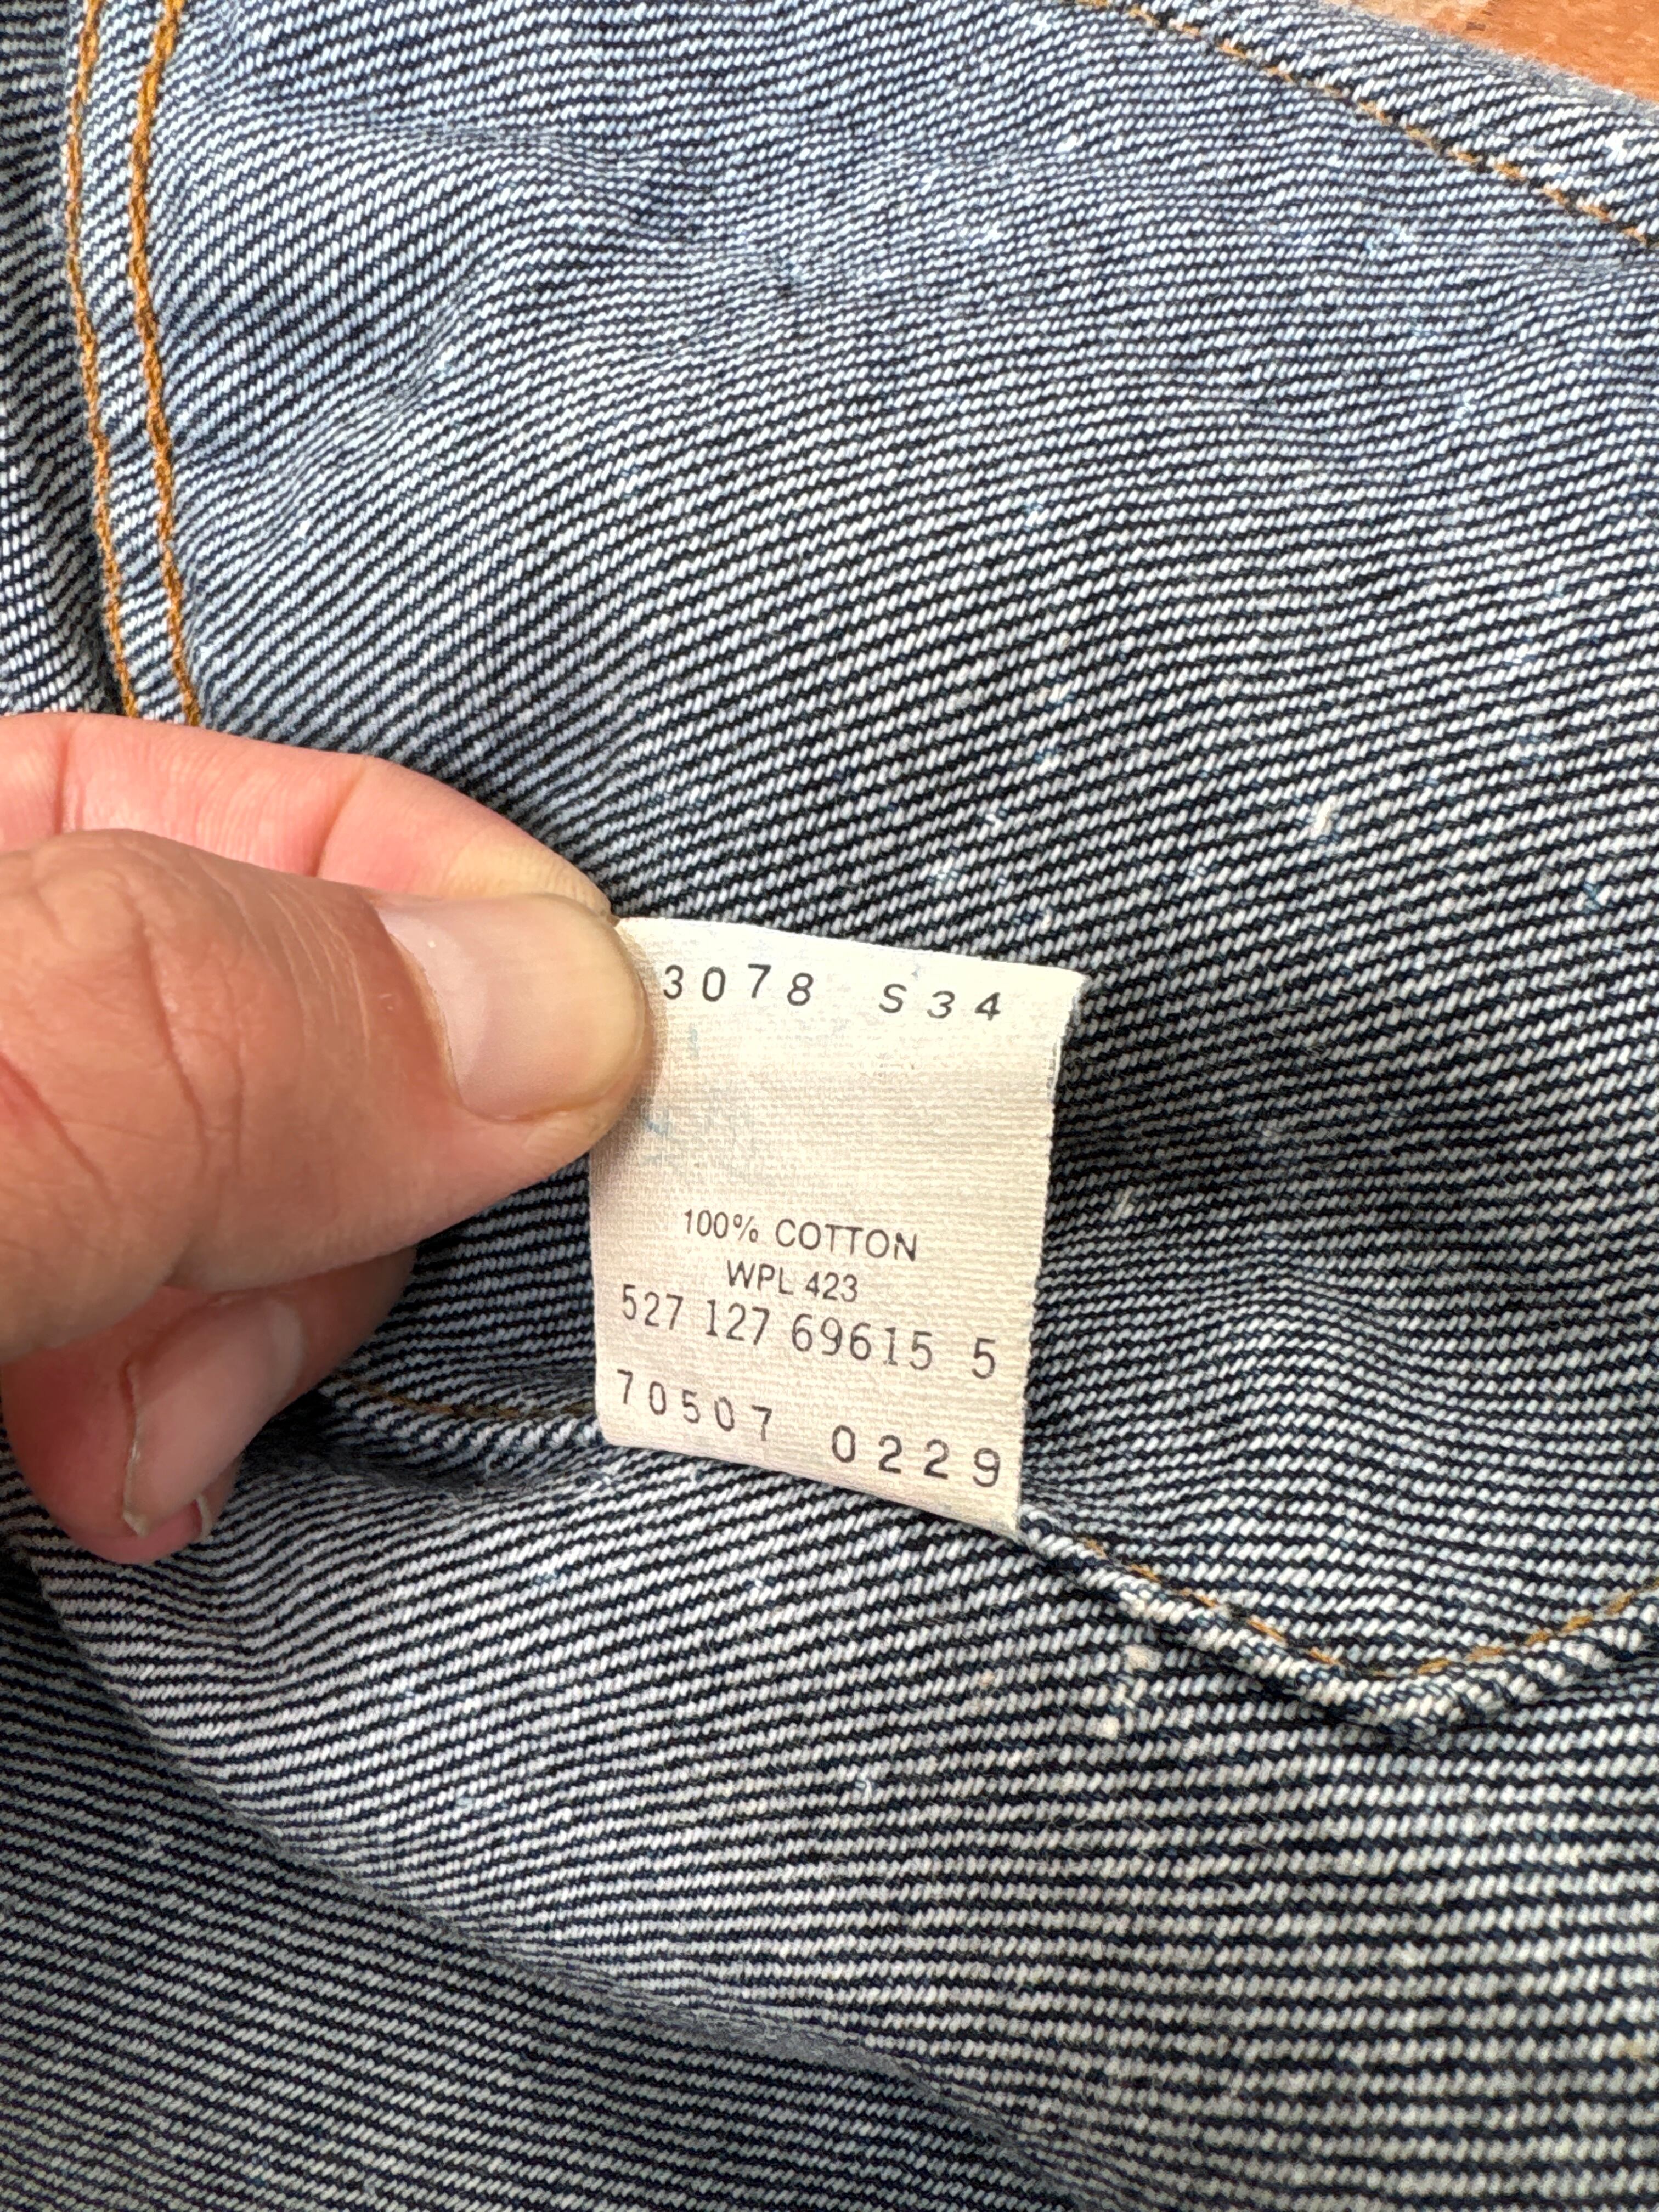 3078 S34
100% COTTON
WPL 423
527 127 69615 5
70507 0229